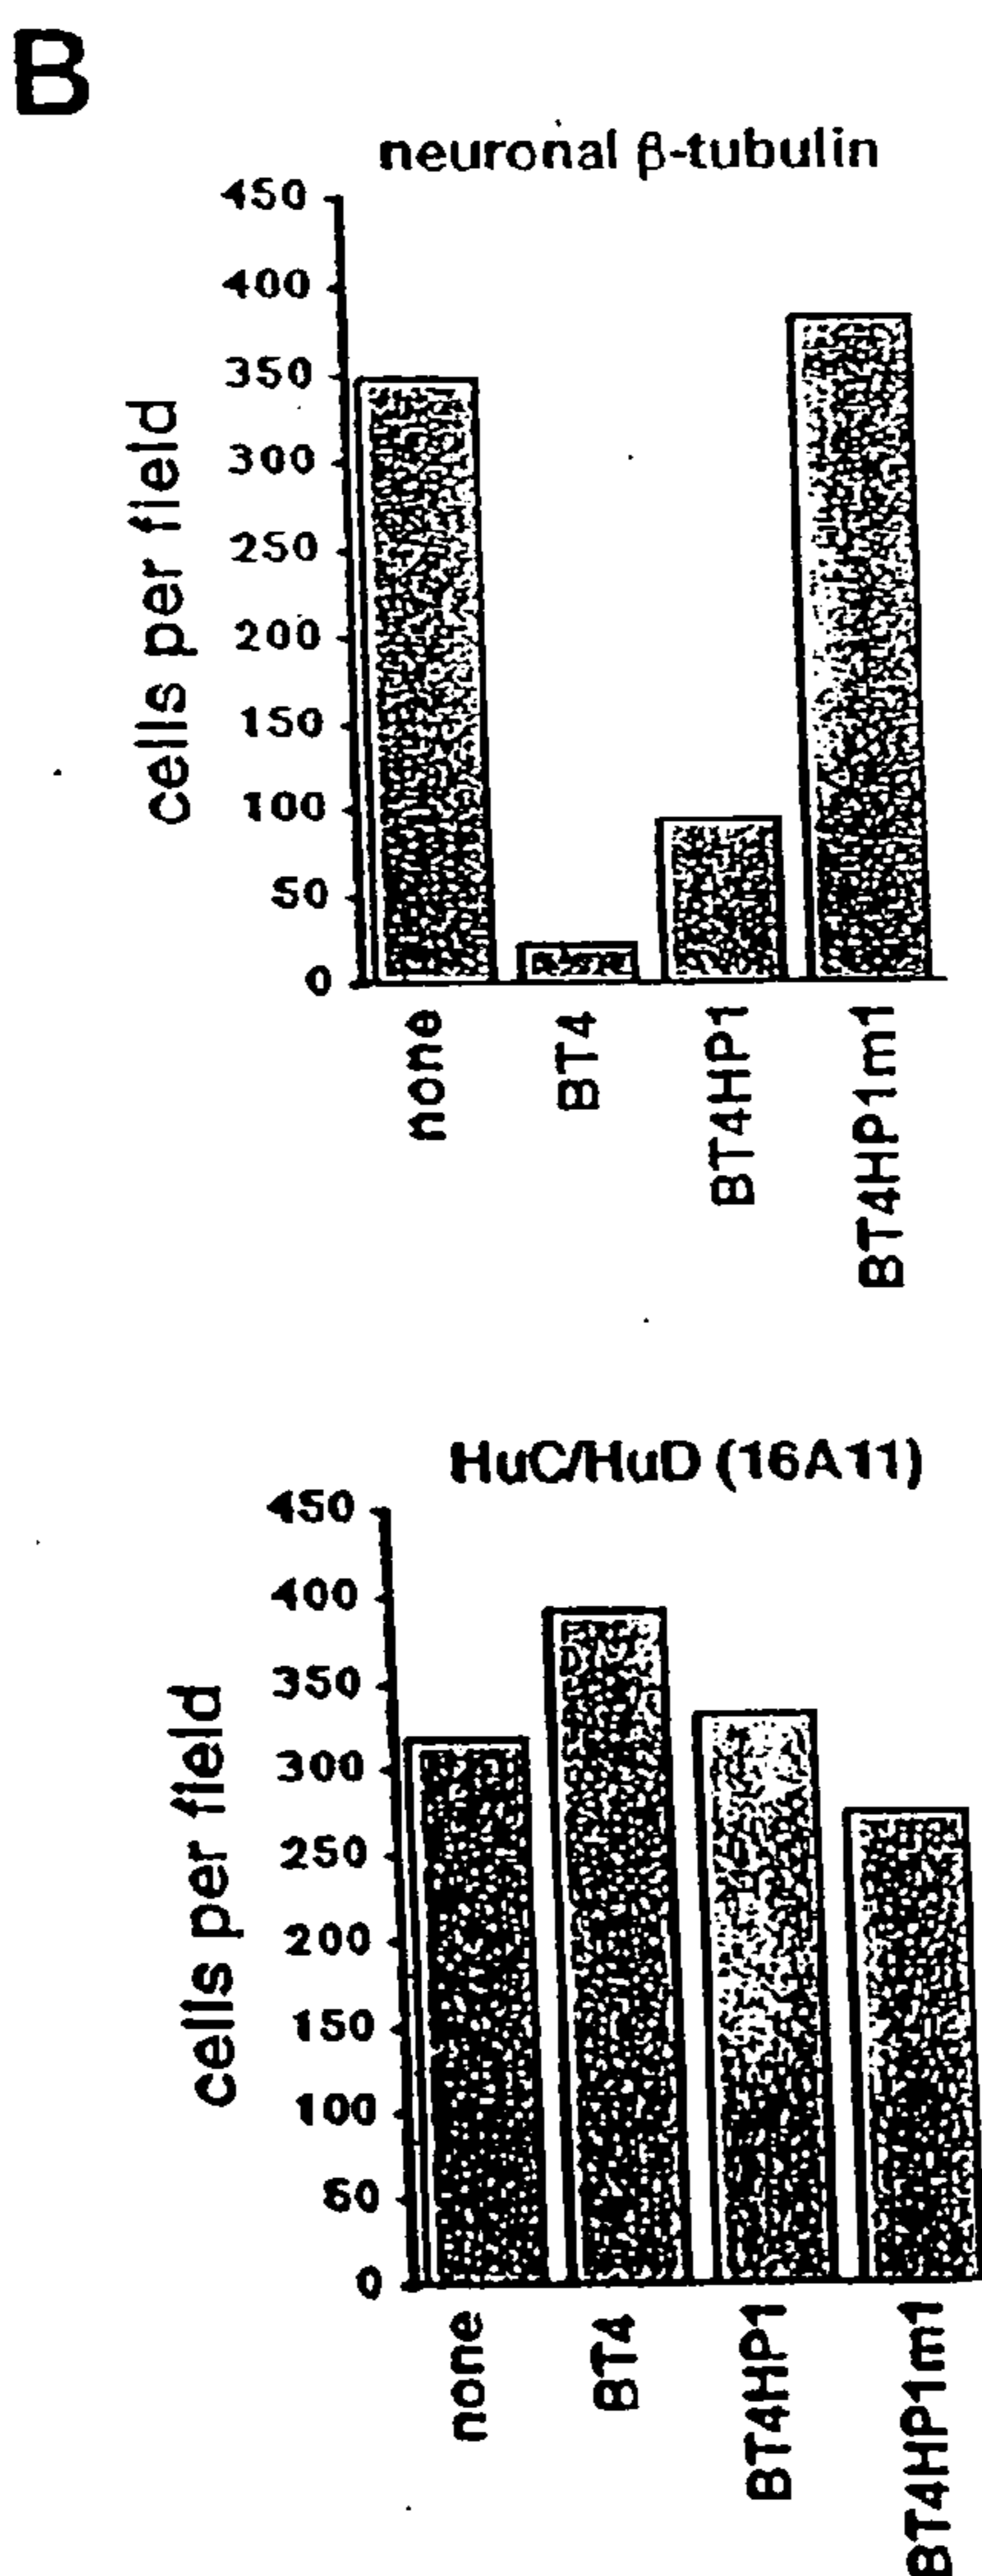 B
neuronal β-tubulin
450
400
350
300
250
200
150
100
50
0
cells per field
none
BT4
BT4HP1
BT4HP1m1
HuC/HuD (16A11)
450
400
350
300
250
200
150
100
50
0
cells per field
none
BT4
BT4HP1
BT4HP1m1